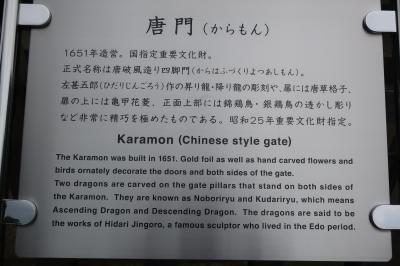 唐門（からもん）
1651年造営。国指定重要文化財。
正式名称は唐破風造り四脚門（からはふづくりよつあしもん）。
左甚五郎（ひだりじんごろう）作の昇り龍・降り龍の彫刻や、扉には唐草格子、
扉の上には亀甲花菱、正面上部には錦鶏鳥・銀鶏鳥の透かし彫り
など非常に精巧を極めたものである。昭和25年重要文化財指定。
Karamon (Chinese style gate)
The Karamon was built in 1651. Gold foil as well as hand carved flowers and
birds ornately decorate the doors and both sides of the gate.
Two dragons are carved on the gate pillars that stand on both sides of
the Karamon. They are known as Noboriryu and Kudariryu, which means
Ascending Dragon and Descending Dragon. The dragons are said to be
the works of Hidari Jingoro, a famous sculptor who lived in the Edo period.